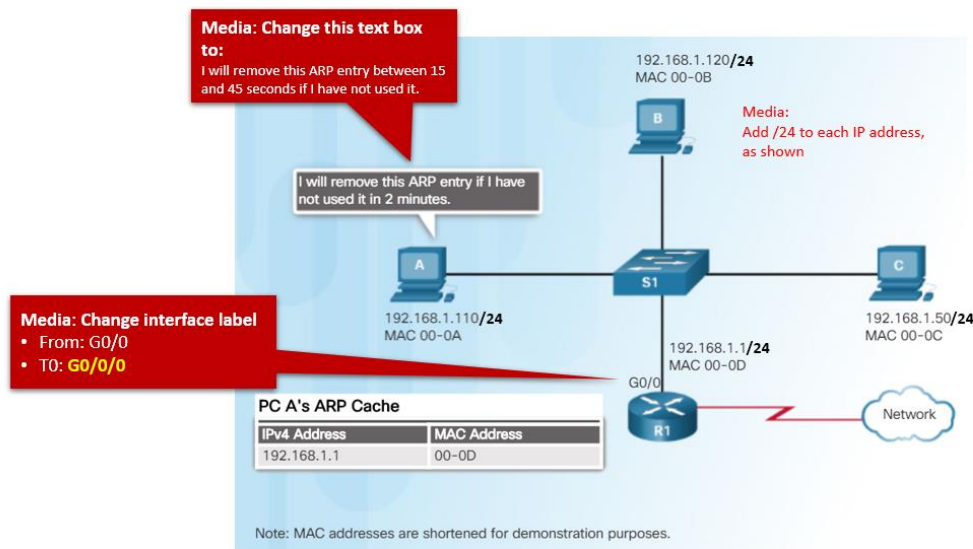 Media: Change this text box
to:
I will remove this ARP entry between 15
and 45 seconds if I have not used it.
192.168.1.120/24
MAC 00-0B
B
Media:
Add /24 to each IP address,
as shown
I will remove this ARP entry if I have
not used it in 2 minutes.
A
S1
C
192.168.1.110/24
MAC 00-0A
192.168.1.50/24
MAC 00-0C
Media: Change interface label
• From: G0/0
• T0: G0/0/0
192.168.1.1/24
MAC 00-0D
G0/0
R1
Network
PC A's ARP Cache
IPv4 Address MAC Address
192.168.1.1 00-0D
Note: MAC addresses are shortened for demonstration purposes.